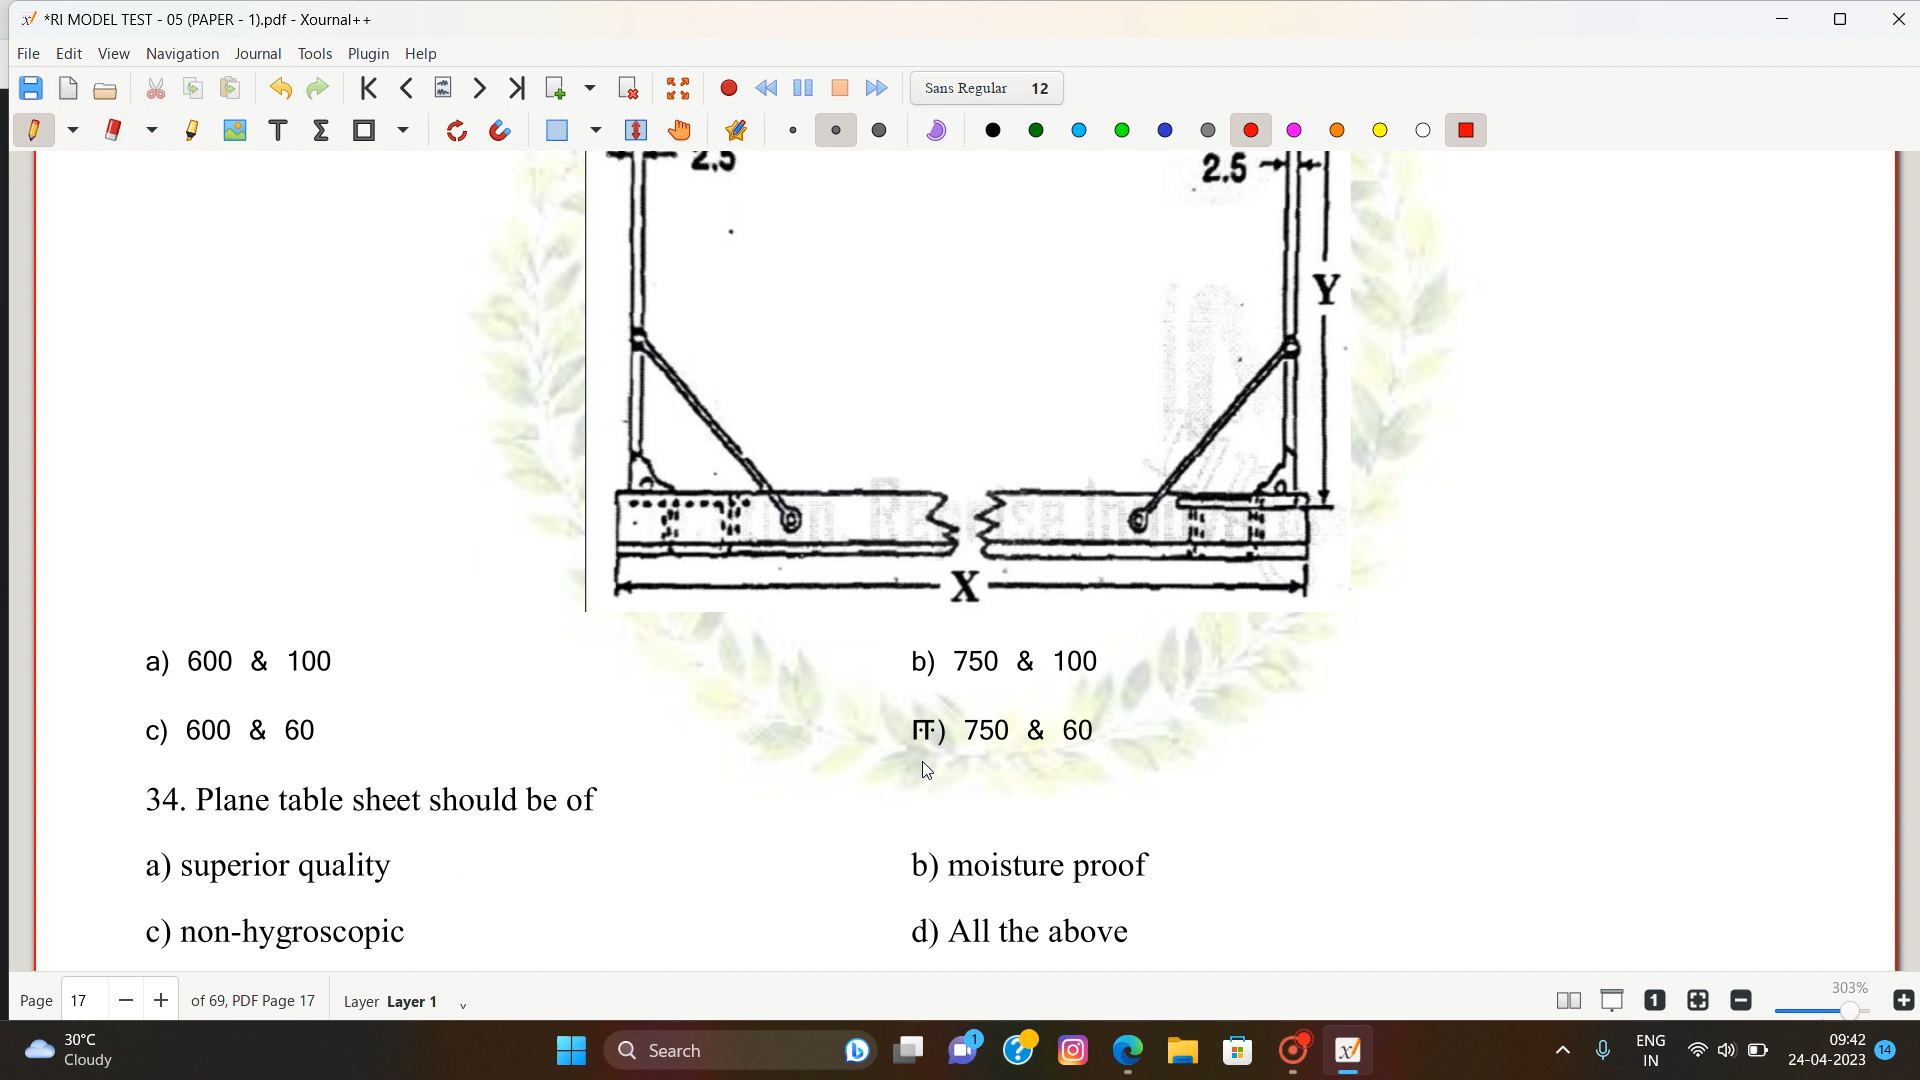 *RI MODEL TEST - 05 (PAPER - 1).pdf - Xournal++
File Edit View Navigation Journal Tools Plugin Help
Sans Regular 12
2.5 2.5
Y
X
a) 600 & 100 b) 750 & 100
c) 600 & 60 ) 750 & 60
34. Plane table sheet should be of
a) superior quality b) moisture proof
c) non-hygroscopic d) All the above
Page 17 of 69, PDF Page 17 Layer Layer 1 303%
30°C
Cloudy
Search
1
ENG
IN
09:42
24-04-2023
14